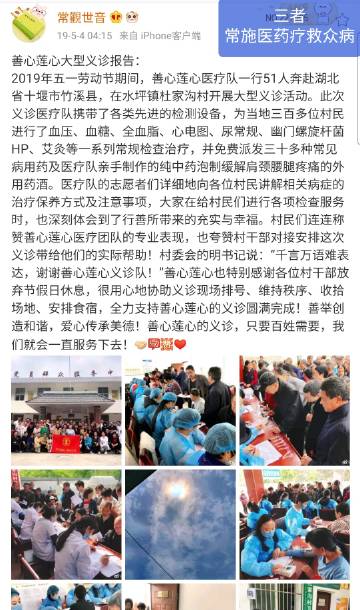 常觀世音
19-5-4 04:15 来自 iPhone客户端
三者
常施医药疗救众病
善心莲心大型义诊报告：
2019年五一劳动节期间，善心莲心医疗队一行51人奔赴湖北
省十堰市竹溪县，在水坪镇杜家沟村开展大型义诊活动。此次
义诊医疗队携带了各类先进的检测设备，为当地三百多位村民
进行了血压、血糖、全血脂、心电图、尿常规、幽门螺旋杆菌
HP、艾灸等一系列常规检查治疗，并免费派发三十多种常见
病用药及医疗队亲手制作的纯中药泡制缓解肩颈腰腿疼痛的外
用药酒。医疗队的志愿者们详细地向各位村民讲解相关病症的
治疗保养方式及注意事项，大家在给村民们进行各项检查服务
时，也深刻体会到了行善所带来的充实与幸福。村民们连连称
赞善心莲心医疗团队的专业表现，也夸赞村干部对接安排这次
义诊带给他们的实际帮助！村委会的明书记说：“千言万语难表
达，谢谢善心莲心义诊队！”善心莲心也特别感谢各位村干部放
弃节假日休息，很用心地协助义诊现场排号、维持秩序、收拾
场地、安排食宿，全力支持善心莲心的义诊圆满完成！善举创
造和谐，爱心传承美德！善心莲心的义诊，只要百姓需要，我
们就会一直服务下去！